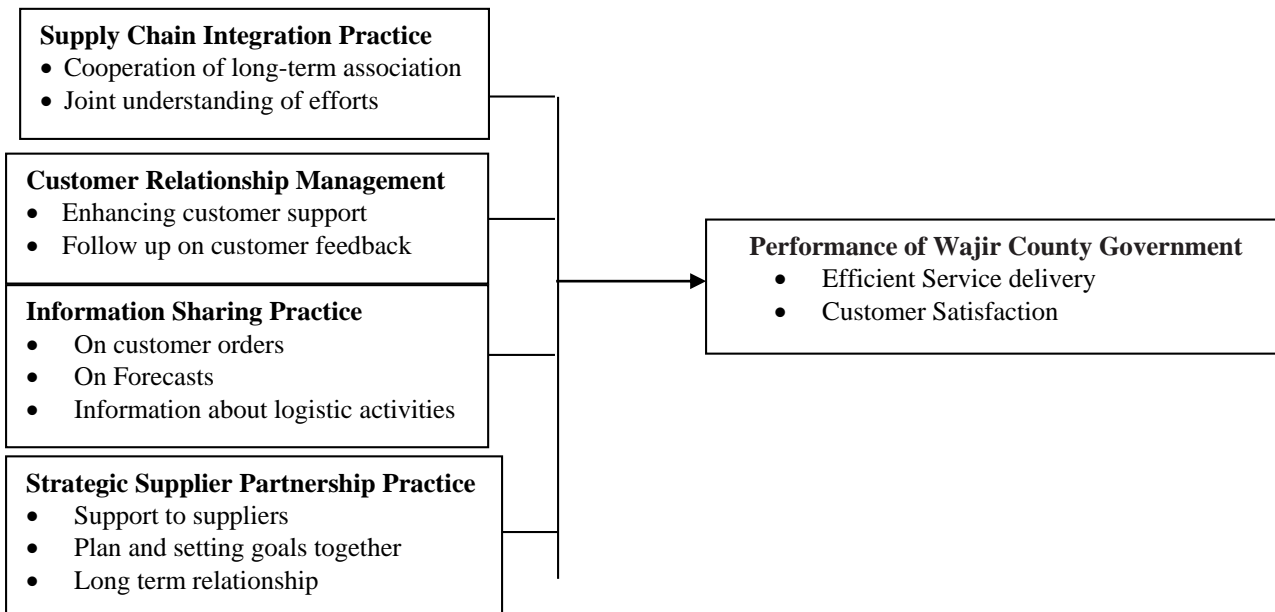 Supply Chain Integration Practice
• Cooperation of long-term association
• Joint understanding of efforts
Customer Relationship Management
• Enhancing customer support
• Follow up on customer feedback
Information Sharing Practice
• On customer orders
• On Forecasts
• Information about logistic activities
Strategic Supplier Partnership Practice
• Support to suppliers
• Plan and setting goals together
• Long term relationship
Performance of Wajir County Government
• Efficient Service delivery
• Customer Satisfaction